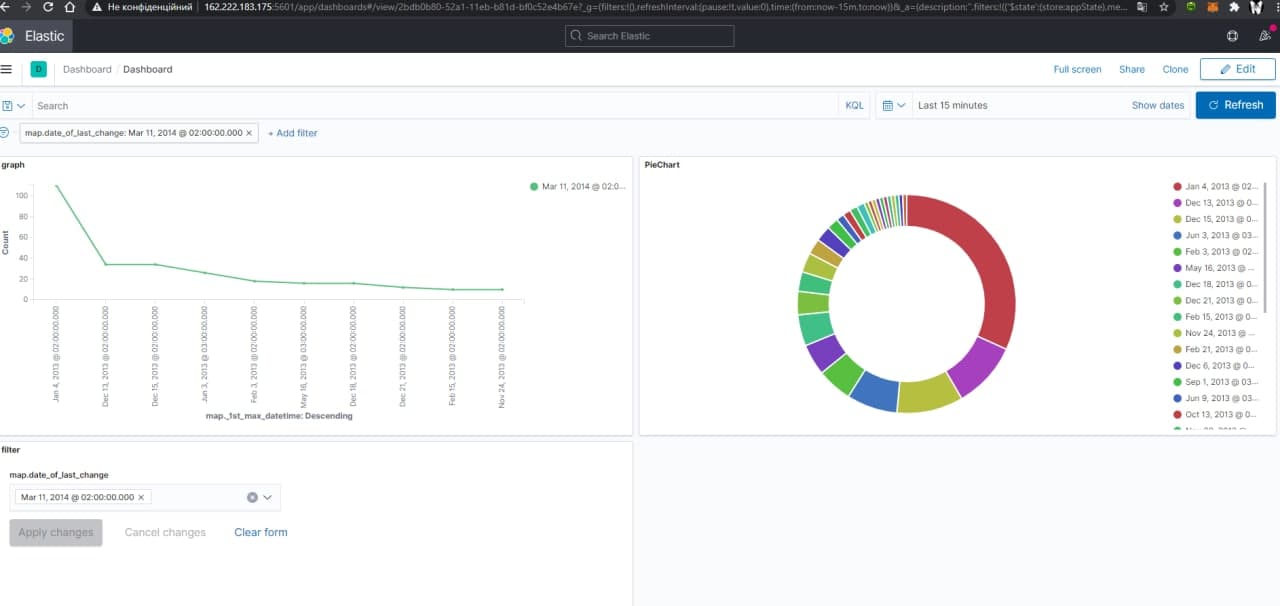 Не конфіденційний
162.222.183.175:5601/app/dashboards#/view/2bdb0b80-52a1-11eb-b81d-bf0c52e4b67e?_g=(filters:!(),refreshInterval:(pause:!t,value:0),time:(from:now-15m,to:now))&_a=(description:'',filters:!(('$state':(store:appState),me...
Elastic
Search Elastic
D
Dashboard / Dashboard
Full screen
Share
Clone
Edit
Search
KQL
Last 15 minutes
Show dates
Refresh
map.date_of_last_change: Mar 11, 2014 @ 02:00:00.000 ×
+ Add filter
graph
100
80
60
40
20
0
Count
Jan 4, 2013 @ 02:00:00.000
Dec 13, 2013 @ 02:00:00.000
Dec 15, 2013 @ 02:00:00.000
Jun 3, 2013 @ 03:00:00.000
Feb 3, 2013 @ 02:00:00.000
May 16, 2013 @ 03:00:00.000
Dec 18, 2013 @ 02:00:00.000
Dec 21, 2013 @ 02:00:00.000
Feb 15, 2013 @ 02:00:00.000
Nov 24, 2013 @ 02:00:00.000
map._1st_max_datetime: Descending
Mar 11, 2014 @ 02:0...
PieChart
Jan 4, 2013 @ 02...
Dec 13, 2013 @ 0...
Dec 15, 2013 @ 0...
Jun 3, 2013 @ 03...
Feb 3, 2013 @ 02...
May 16, 2013 @ ...
Dec 18, 2013 @ 0...
Dec 21, 2013 @ 0...
Feb 15, 2013 @ 0...
Nov 24, 2013 @ ...
Feb 21, 2013 @ 0...
Dec 6, 2013 @ 0...
Sep 1, 2013 @ 03...
Jun 9, 2013 @ 03...
Oct 13, 2013 @ 0...
filter
map.date_of_last_change
Mar 11, 2014 @ 02:00:00.000 ×
Apply changes
Cancel changes
Clear form